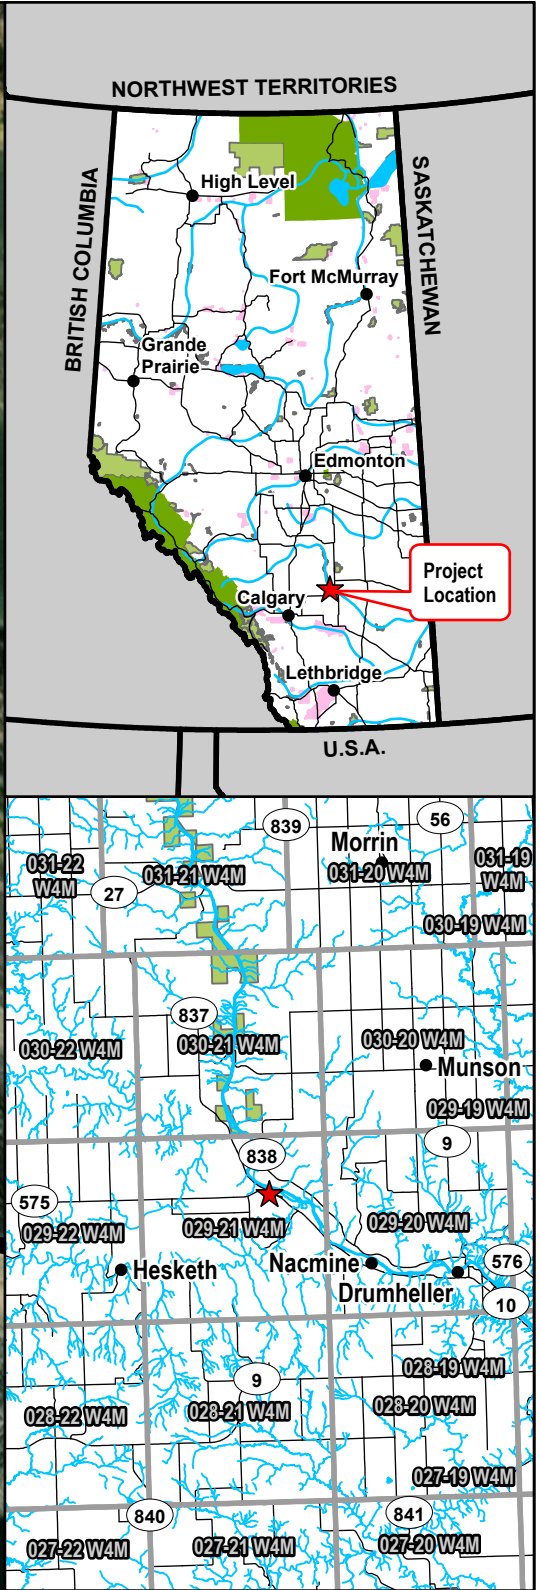 NORTHWEST TERRITORIES
BRITISH COLUMBIA
SASKATCHEWAN
High Level
Fort McMurray
Grande
Prairie
Edmonton
Project
Location
Calgary
Lethbridge
U.S.A.
839
56
Morrin
031-22
W4M
031-21 W4M
031-20 W4M
031-19
W4M
27
030-19 W4M
837
030-22 W4M
030-21 W4M
030-20 W4M
Munson
029-19 W4M
9
838
575
029-22 W4M
029-21 W4M
029-20 W4M
Hesketh
Nacmine
576
Drumheller
10
028-19 W4M
9
028-22 W4M
028-21 W4M
028-20 W4M
027-19 W4M
840
841
027-22 W4M
027-21 W4M
027-20 W4M